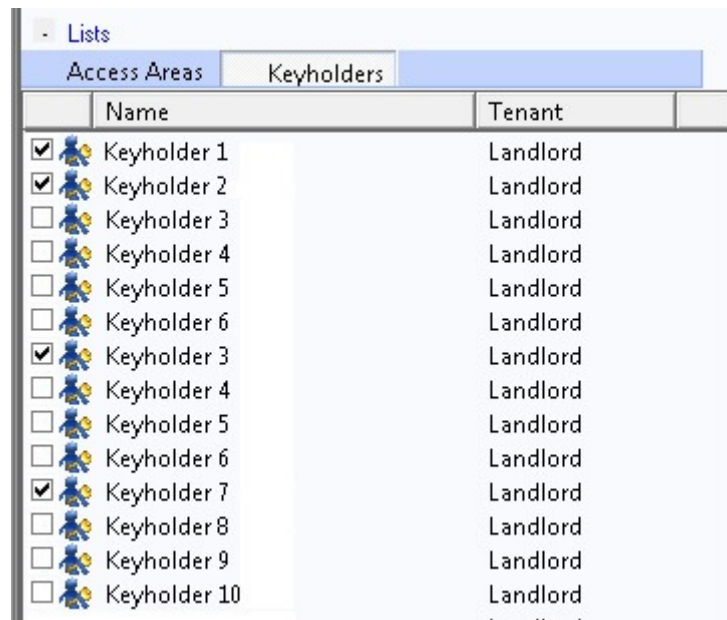 - Lists
Access Areas Keyholders
Name Tenant
Keyholder 1 Landlord
Keyholder 2 Landlord
Keyholder 3 Landlord
Keyholder 4 Landlord
Keyholder 5 Landlord
Keyholder 6 Landlord
Keyholder 3 Landlord
Keyholder 4 Landlord
Keyholder 5 Landlord
Keyholder 6 Landlord
Keyholder 7 Landlord
Keyholder 8 Landlord
Keyholder 9 Landlord
Keyholder 10 Landlord